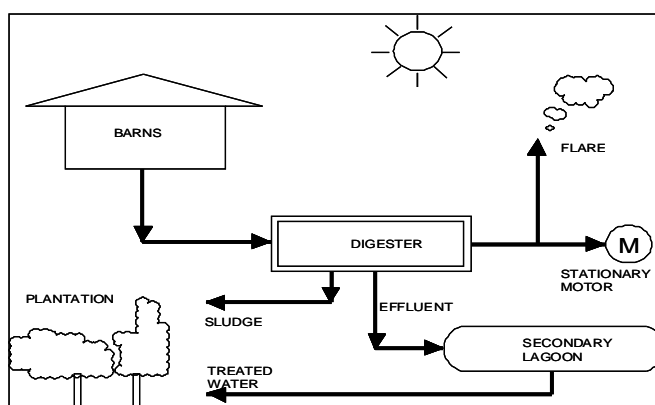 BARNS
FLARE
DIGESTER
M
STATIONARY
MOTOR
PLANTATION
SLUDGE
EFFLUENT
SECONDARY
LAGOON
TREATED
WATER